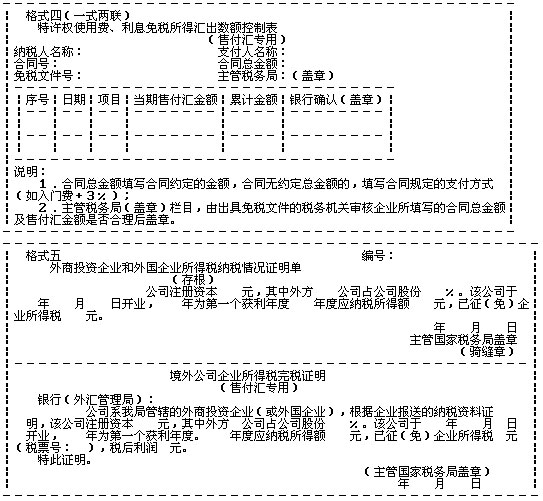 格式四(一式两联)
特许权使用费、利息免税所得汇出数额控制表
(售付汇专用)
纳税人名称: 支付人名称:
合同号: 合同总金额:
免税文件号: 主管税务局:(盖章)
序号 日期 项目 当期售付汇金额 累计金额 银行确认(盖章)
说明:
1.合同总金额填写合同约定的金额,合同无约定总金额的,填写合同规定的支付方式
(如入门费+3%);
2.主管税务局(盖章)栏目,由出具免税文件的税务机关审核企业所填写的合同总金额
及售付汇金额是否合理后盖章。
格式五 编号:
外商投资企业和外国企业所得税纳税情况证明单
(存根)
公司注册资本 元,其中外方 公司占公司股份 %。该公司于
年 月 日开业, 年为第一个获利年度 年度应纳税所得额 元,已征(免)企
业所得税 元。
年 月 日
主管国家税务局盖章
(骑缝章)
境外公司企业所得税完税证明
(售付汇专用)
银行(外汇管理局):
公司系我局管辖的外商投资企业(或外国企业),根据企业报送的纳税资料证
明,该公司注册资本 元,其中外方 公司占公司股份 %。该公司于 年 月 日
开业, 年为第一个获利年度。 年度应纳税所得额 元,已征(免)企业所得税 元
(税票号: ),税后利润 元。
特此证明。
(主管国家税务局盖章)
年 月 日